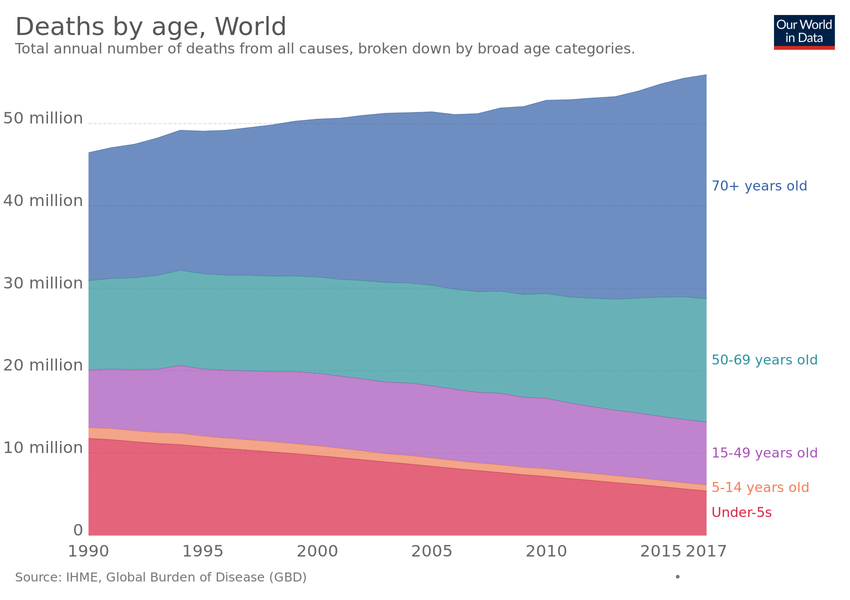 Deaths by age, World
Total annual number of deaths from all causes, broken down by broad age categories.
Our World
in Data
50 million
40 million
30 million
20 million
10 million
0
70+ years old
50-69 years old
15-49 years old
5-14 years old
Under-5s
1990 1995 2000 2005 2010 2015 2017
Source: IHME, Global Burden of Disease (GBD) •